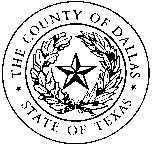 THE COUNTY OF DALLAS
STATE OF TEXAS